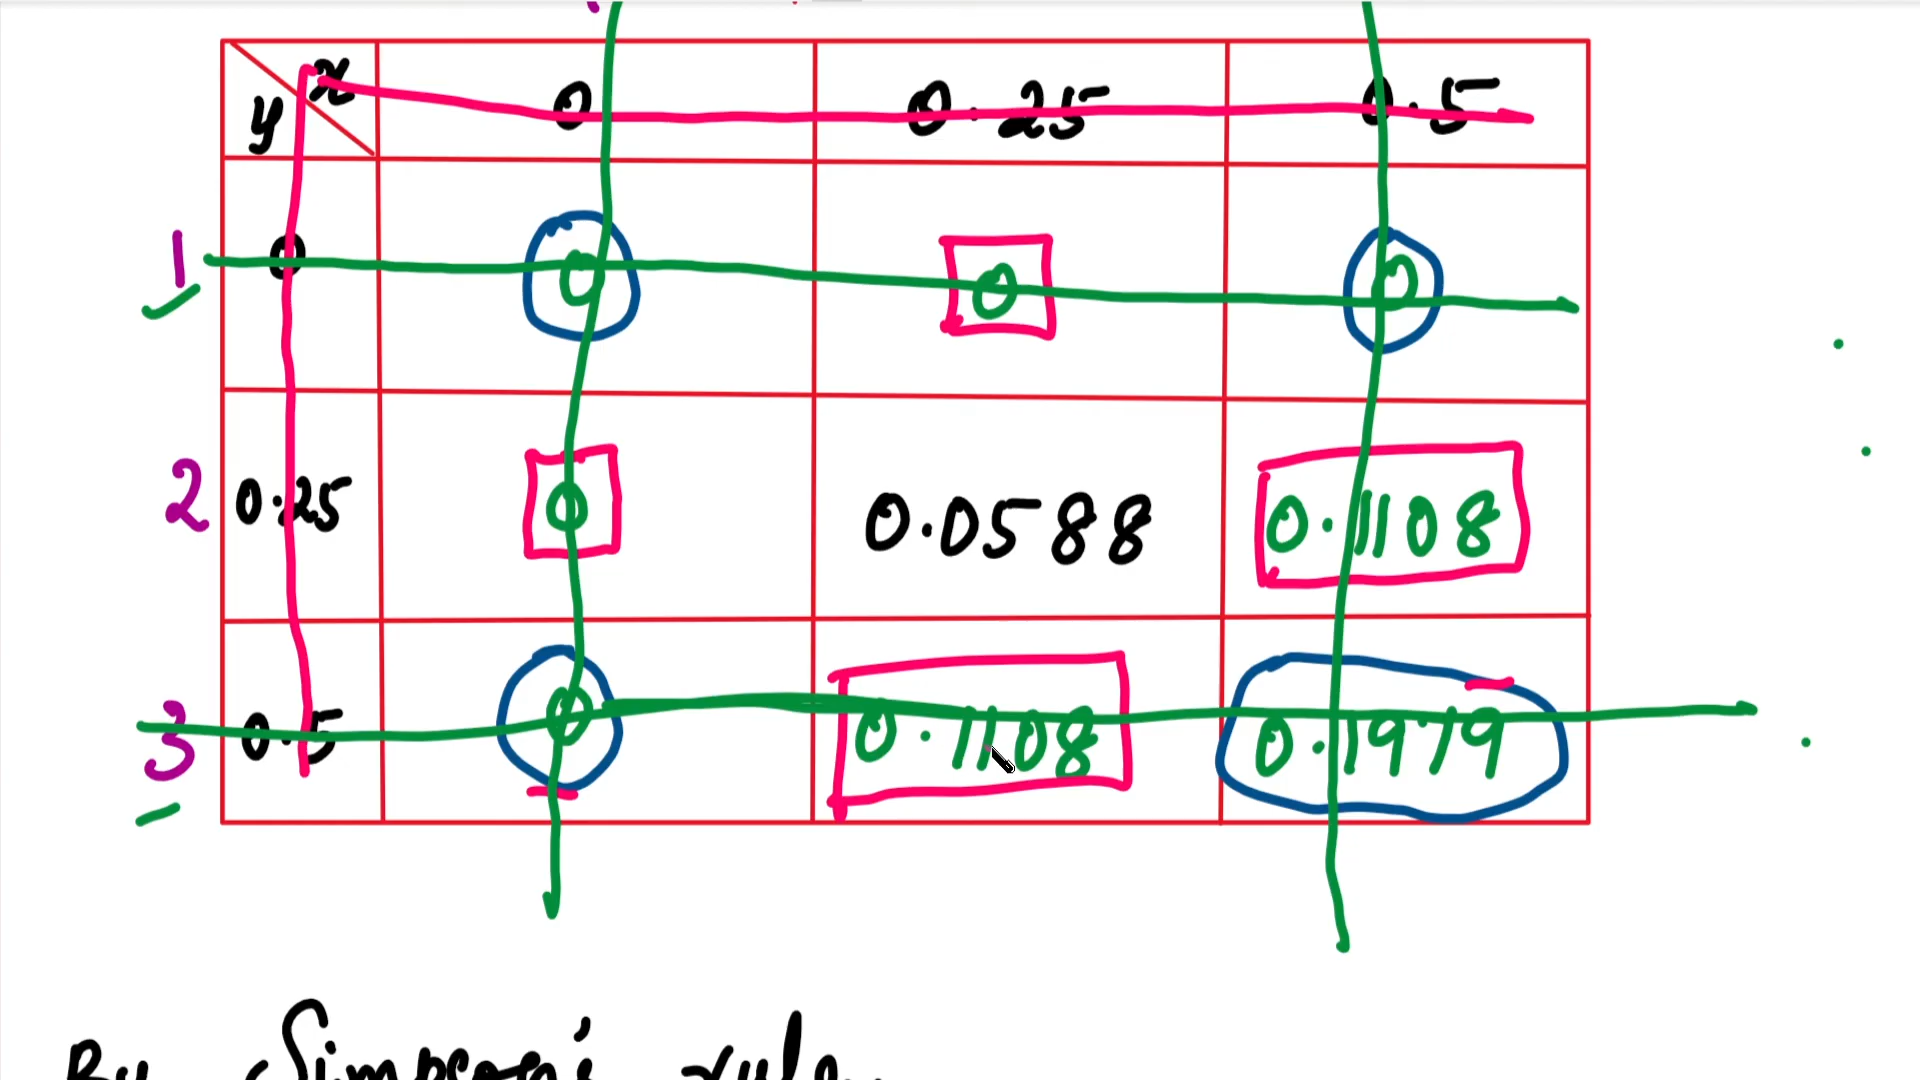 x 0 0.25 0.5
y
1 0 0 0 0
2 0.25 0 0.0588 0.1108
3 0.5 0 0.1108 0.1979
By Simpson's rule,